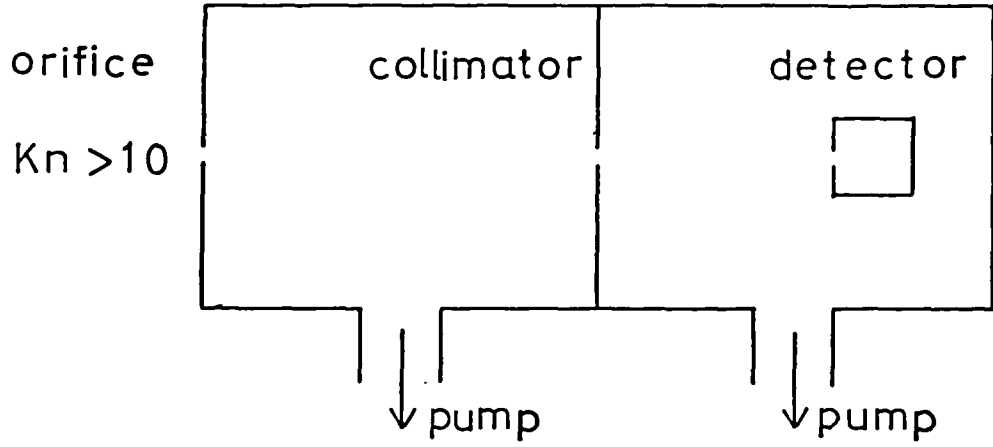 orifice
collimator
detector
Kn >10
pump
pump